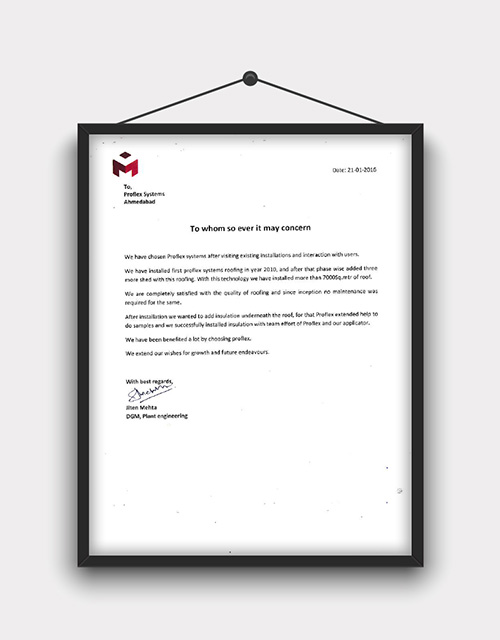 Date: 21-01-2016
To,
Proflex Systems
Ahmedabad
To whom so ever it may concern
We have chosen Proflex systems after visiting existing installations and interaction with users.
We have installed first proflex systems roofing in year 2010, and after that phase wise added three
more shed with this roofing. With this technology we have installed more than 7000Sq.mtr of roof.
We are completely satisfied with the quality of roofing and since inception no maintenance was
required for the same.
After installation we wanted to add insulation underneath the roof, for that Proflex extended help to
do samples and we successfully installed insulation with team effort of Proflex and our applicator.
We have been benefited a lot by choosing proflex.
We extend our wishes for growth and future endeavours.
With best regards,
Jiten Mehta
DGM, Plant engineering